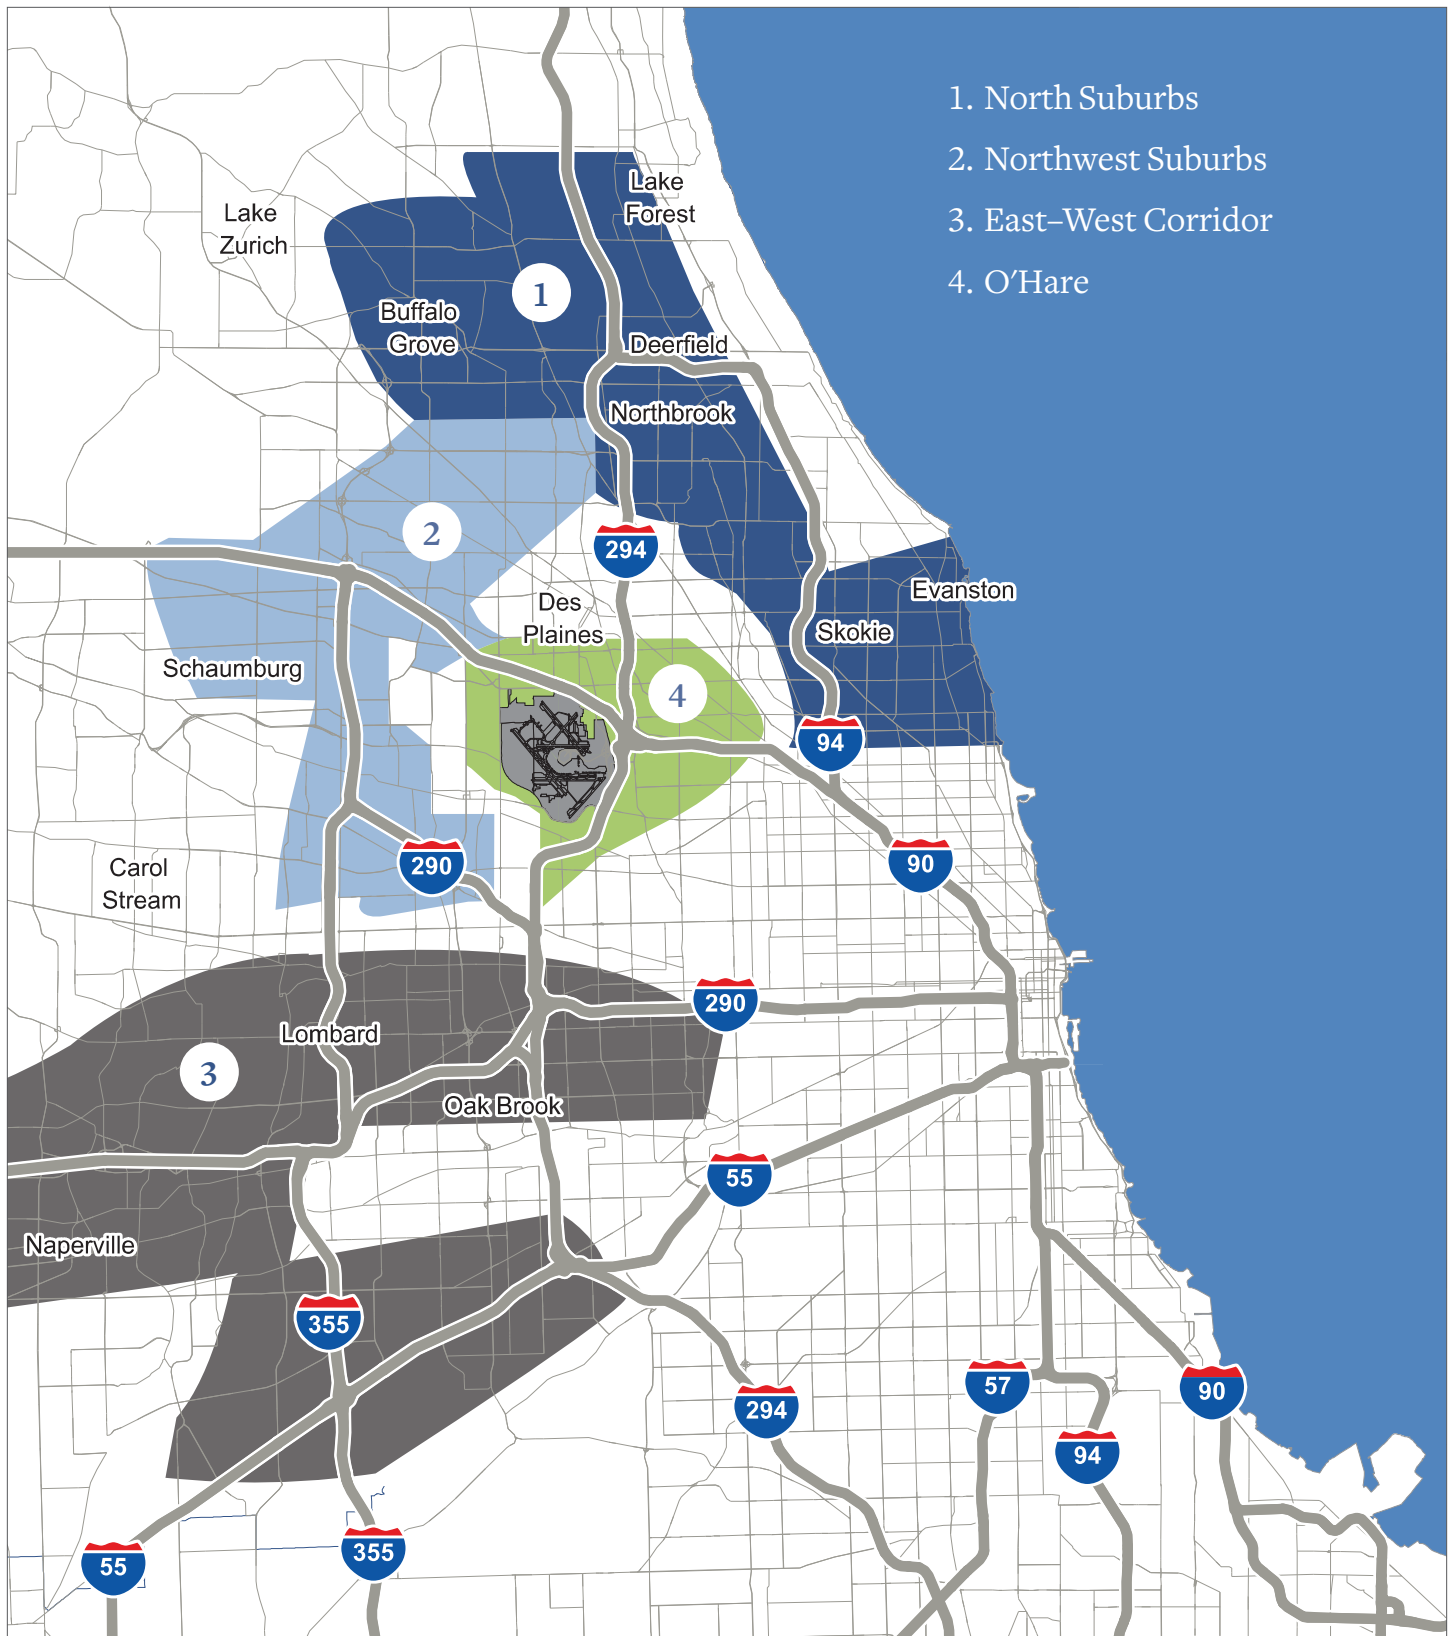 1. North Suburbs
2. Northwest Suburbs
3. East–West Corridor
4. O′Hare
Lake
Forest
Lake
Zurich
1
Buffalo
Grove
Deerfield
Northbrook
2
294
Evanston
Des
Plaines
Skokie
Schaumburg
4
94
290
90
Carol
Stream
290
Lombard
3
Oak Brook
55
Naperville
355
57
90
294
94
355
55